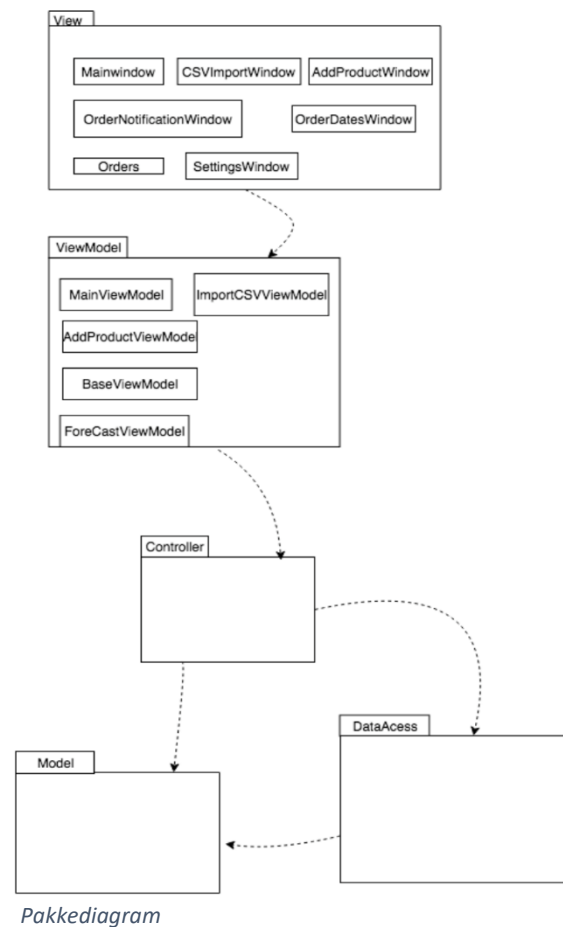 View
Mainwindow
CSVImportWindow
AddProductWindow
OrderNotificationWindow
OrderDatesWindow
Orders
SettingsWindow
ViewModel
MainViewModel
ImportCSVViewModel
AddProductViewModel
BaseViewModel
ForeCastViewModel
Controller
DataAcess
Model
Pakkediagram